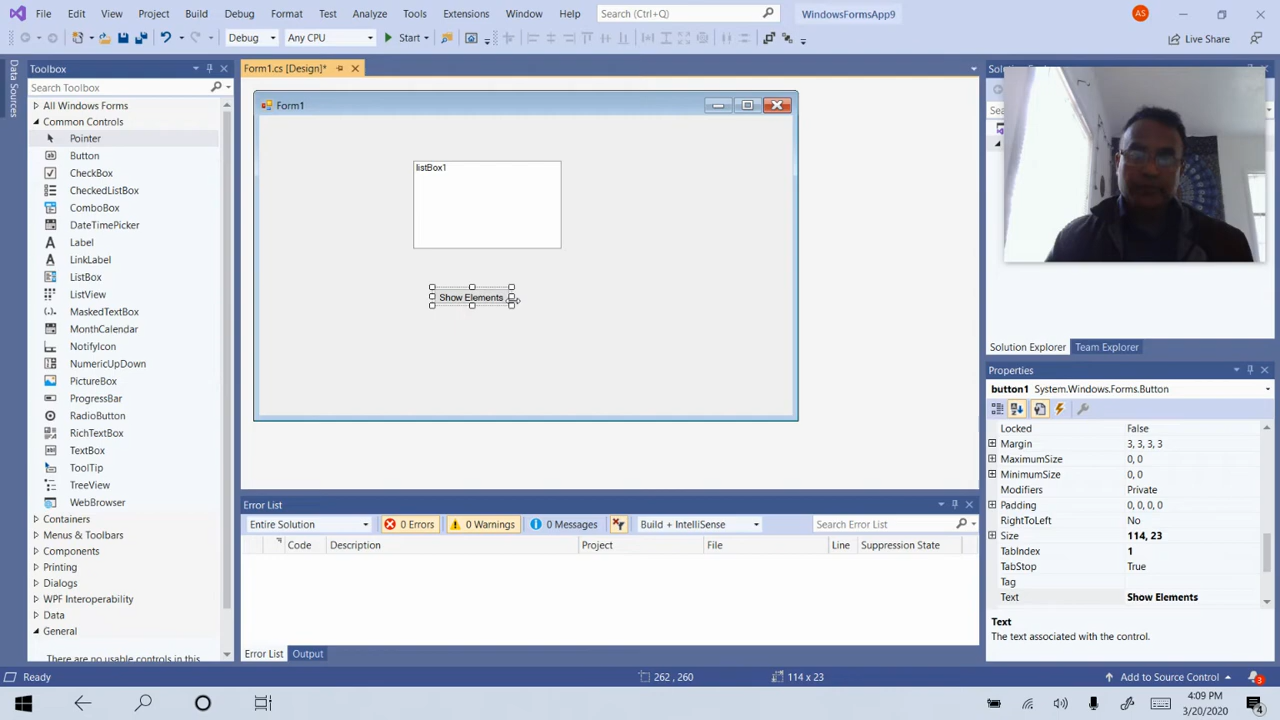 File Edit View Project Build Debug Format Test Analyze Tools Extensions Window Help Search (Ctrl+Q) WindowsFormsApp9 AS
Debug Any CPU Start Live Share
Data Sources
Toolbox
Search Toolbox
All Windows Forms
Common Controls
Pointer
Button
CheckBox
CheckedListBox
ComboBox
DateTimePicker
Label
LinkLabel
ListBox
ListView
MaskedTextBox
MonthCalendar
NotifyIcon
NumericUpDown
PictureBox
ProgressBar
RadioButton
RichTextBox
TextBox
ToolTip
TreeView
WebBrowser
Containers
Menus & Toolbars
Components
Printing
Dialogs
WPF Interoperability
Data
General
There are no usable controls in this
Form1.cs [Design]*
Form1
listBox1
Show Elements
Error List
Entire Solution 0 Errors 0 Warnings 0 Messages Build + IntelliSense Search Error List
Code Description Project File Line Suppression State
Error List Output
Solution Explorer Team Explorer
Properties
button1 System.Windows.Forms.Button
Locked False
Margin 3, 3, 3, 3
MaximumSize 0, 0
MinimumSize 0, 0
Modifiers Private
Padding 0, 0, 0, 0
RightToLeft No
Size 114, 23
TabIndex 1
TabStop True
Tag
Text Show Elements
Text
The text associated with the control.
Ready 262 , 260 114 x 23 Add to Source Control 3
4:09 PM
3/20/2020 4